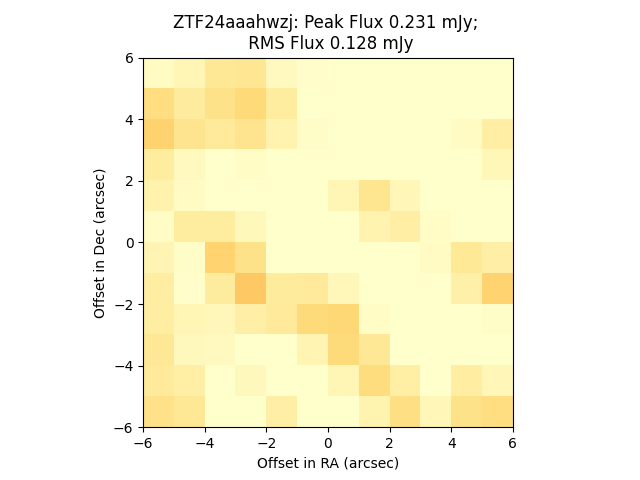 ZTF24aaahwzj: Peak Flux 0.231 mJy;
RMS Flux 0.128 mJy
6
4
2
0
−2
−4
−6
Offset in Dec (arcsec)
−6 −4 −2 0 2 4 6
Offset in RA (arcsec)